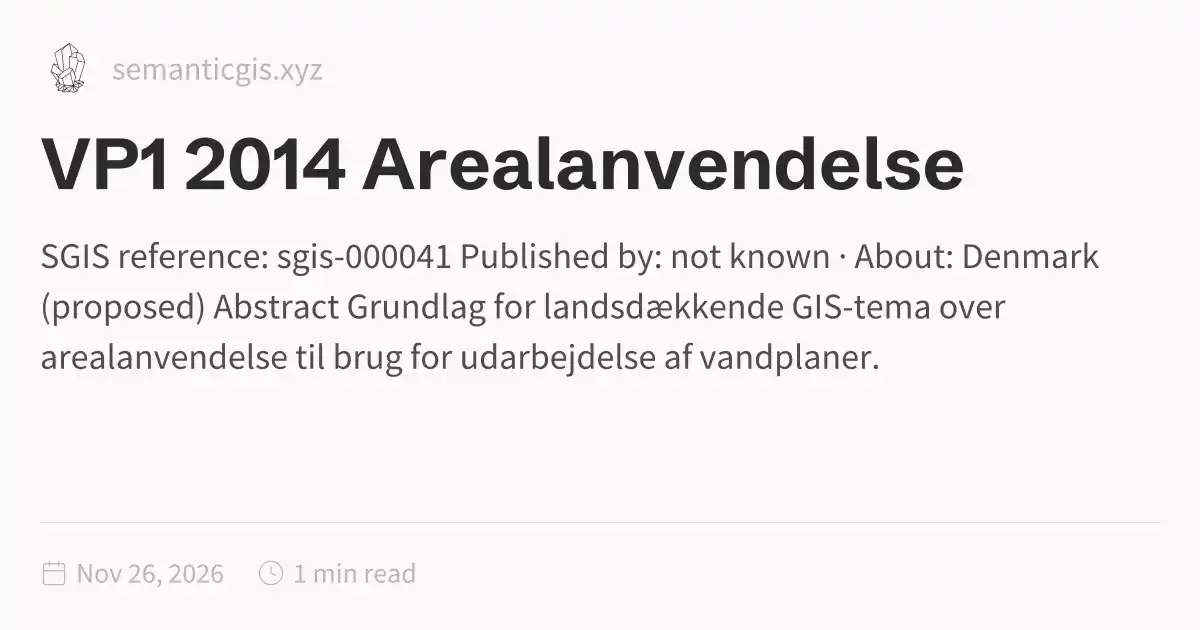 semanticgis.xyz
VP1 2014 Arealanvendelse
SGIS reference: sgis-000041 Published by: not known · About: Denmark
(proposed) Abstract Grundlag for landsdækkende GIS-tema over
arealanvendelse til brug for udarbejdelse af vandplaner.
Nov 26, 2026 1 min read